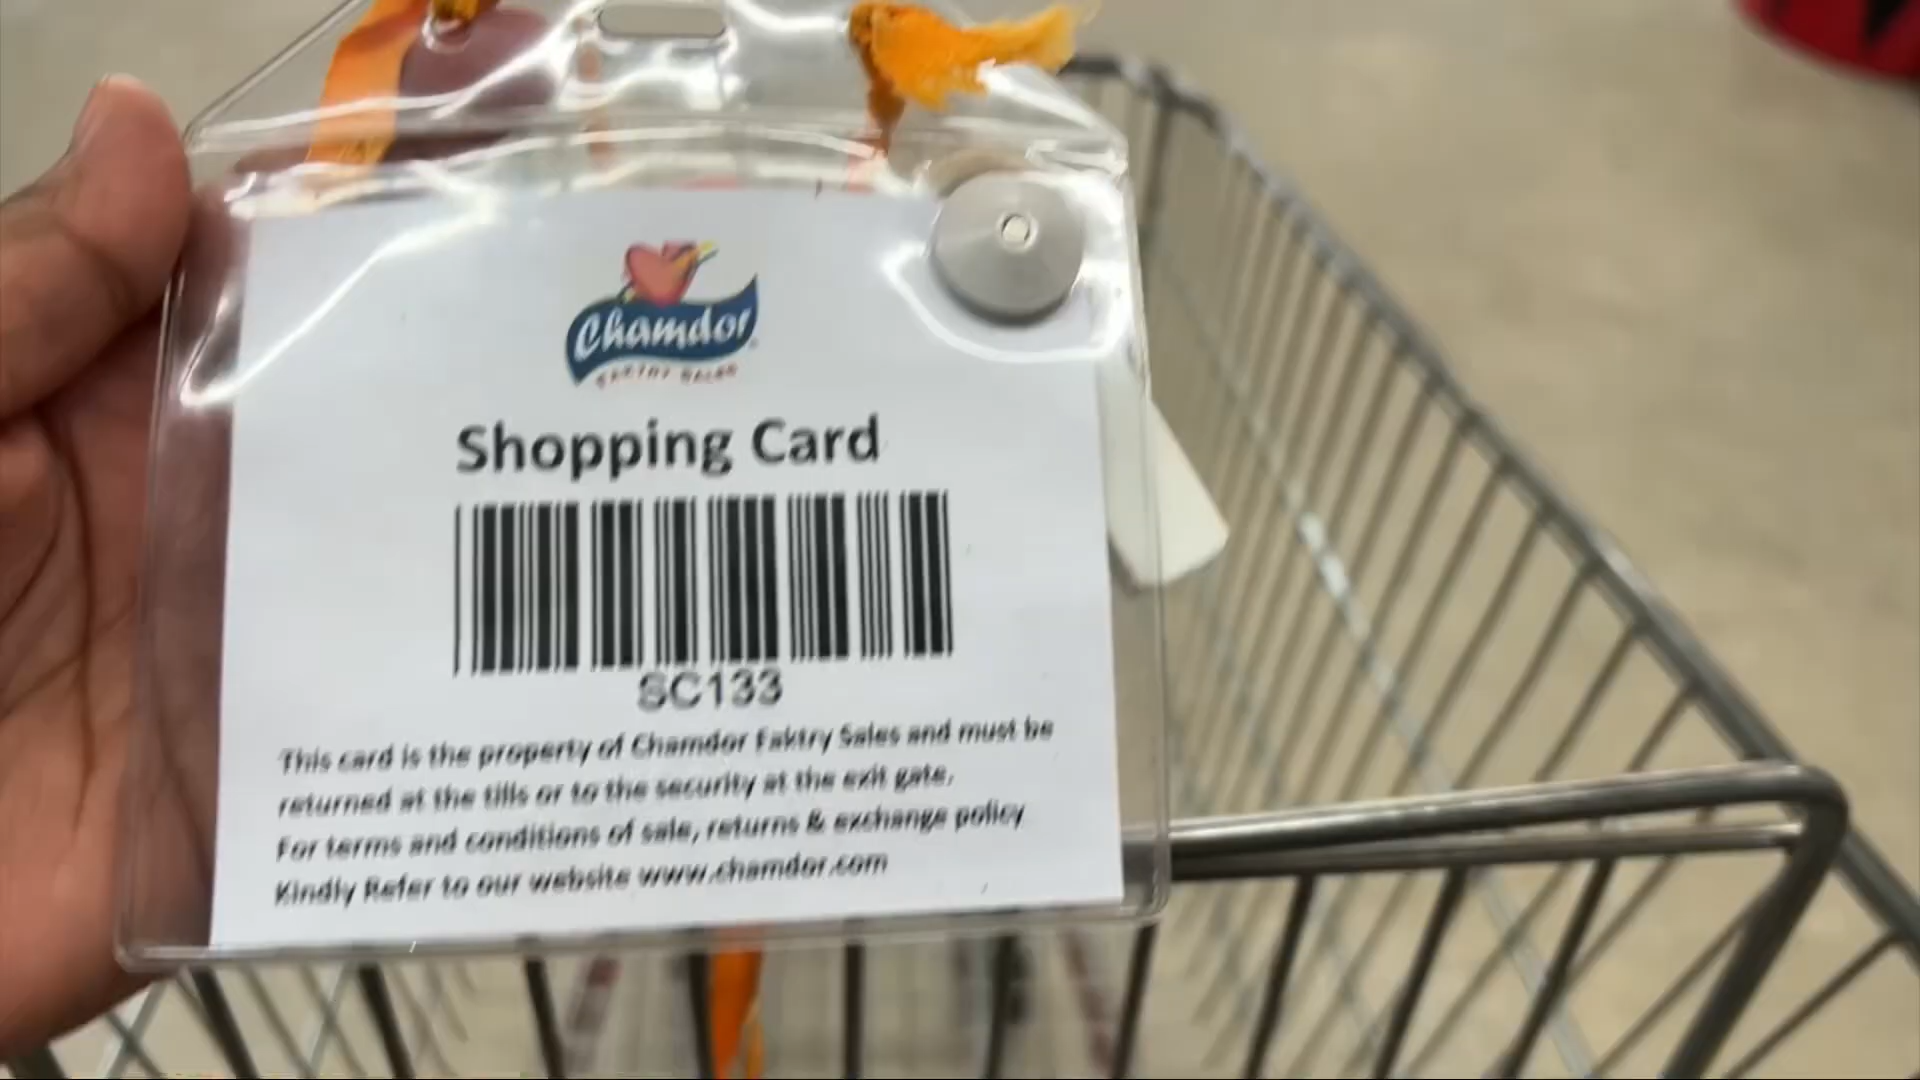 Chamdor
FAKTRY SALES
Shopping Card
SC133
This card is the property of Chamdor Faktry Sales and must be
returned at the tills or to the security at the exit gate.
For terms and conditions of sale, returns & exchange policy
Kindly Refer to our website www.chamdor.com